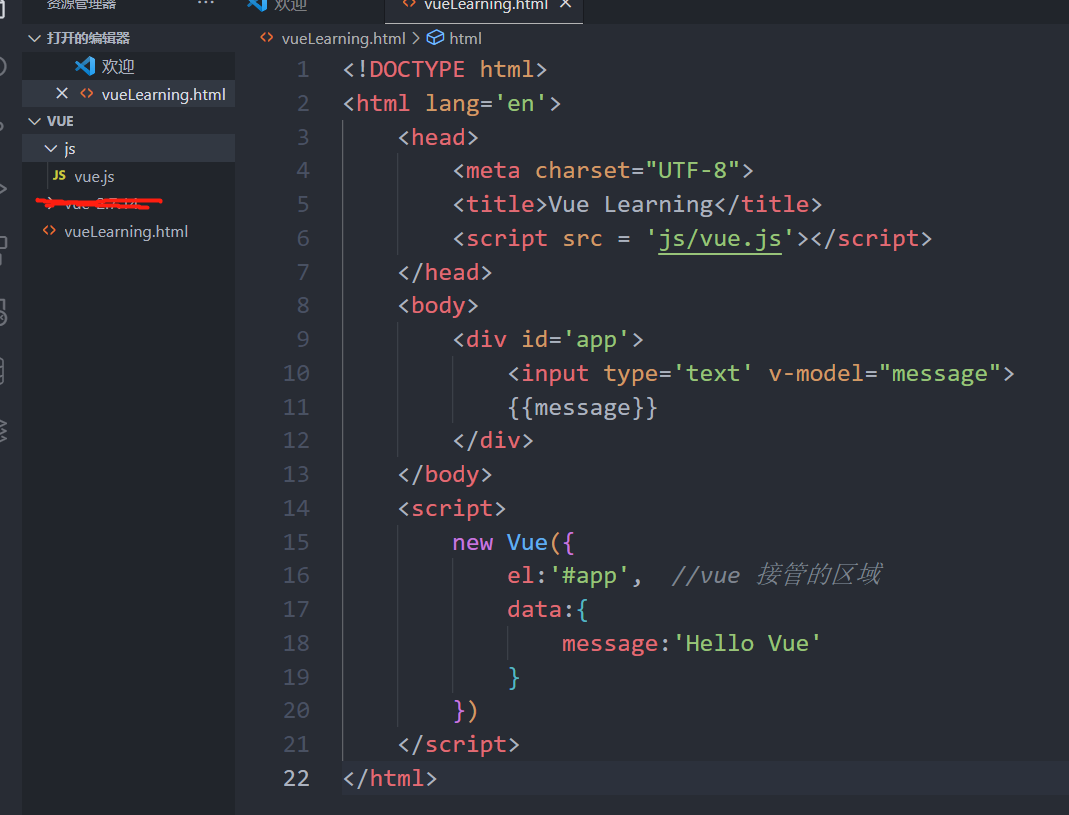 资源管理器 ···
打开的编辑器
欢迎
vueLearning.html
VUE
js
JS vue.js
vueLearning.html
欢迎 vueLearning.html
vueLearning.html > html
1 <!DOCTYPE html>
2 <html lang='en'>
3 <head>
4 <meta charset="UTF-8">
5 <title>Vue Learning</title>
6 <script src = 'js/vue.js'></script>
7 </head>
8 <body>
9 <div id='app'>
10 <input type='text' v-model="message">
11 {{message}}
12 </div>
13 </body>
14 <script>
15 new Vue({
16 el:'#app', //vue 接管的区域
17 data:{
18 message:'Hello Vue'
19 }
20 })
21 </script>
22 </html>